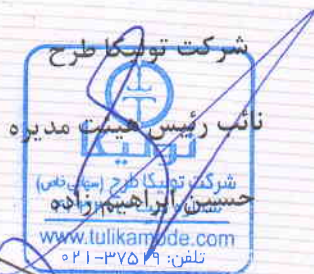 شرکت تولیکا طرح
نائب رئیس هیئت مدیره
تولیکا
شرکت تولیکا طرح (سهامی خاص)
حسین ابراهیم زاده
www.tulikamode.com
تلفن: ۳۷۵۱۹-۰۲۱